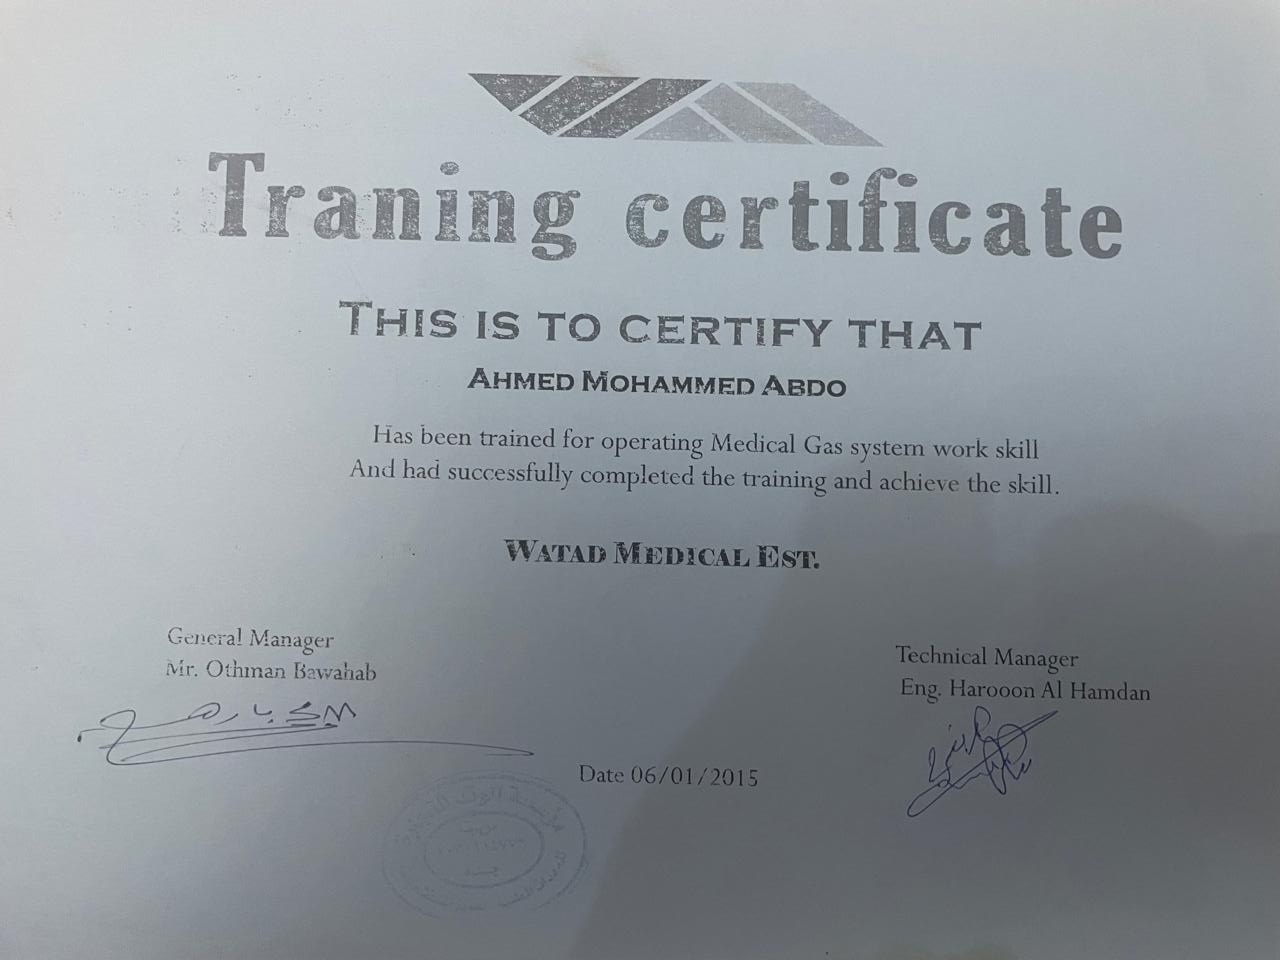 Traning certificate
THIS IS TO CERTIFY THAT
AHMED MOHAMMED ABDO
Has been trained for operating Medical Gas system work skill
And had successfully completed the training and achieve the skill.
WATAD MEDICAL EST.
General Manager
Mr. Othman Bawahab
Technical Manager
Eng. Harooon Al Hamdan
Date 06/01/2015